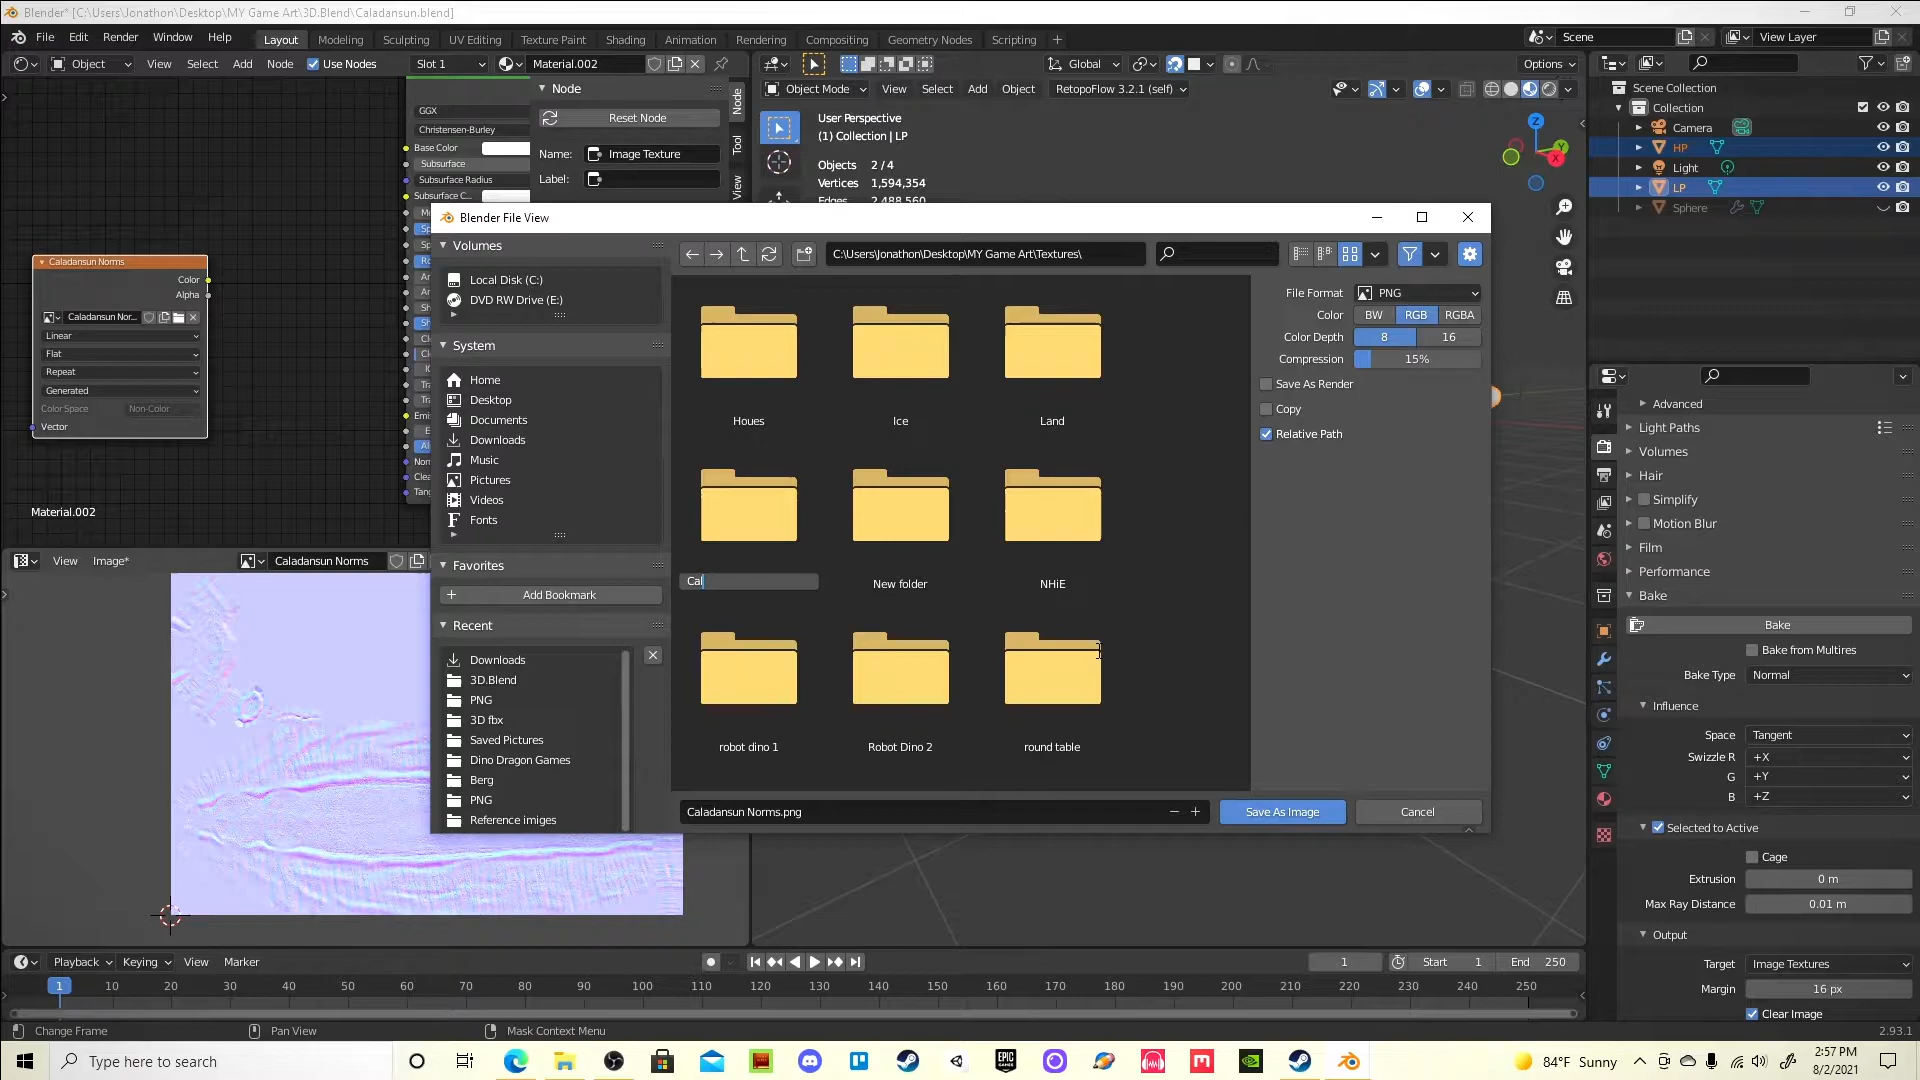 Blender* [C:\Users\Jonathon\Desktop\MY Game Art\3D.Blend\Caladansun.blend]
File Edit Render Window Help
Layout Modeling Sculpting UV Editing Texture Paint Shading Animation Rendering Compositing Geometry Nodes Scripting +
Scene
View Layer
Object View Select Add Node Use Nodes
Slot 1
Material.002
Global
Options
Object Mode View Select Add Object RetopoFlow 3.2.1 (self)
GGX
Christensen-Burley
Base Color
Subsurface
Subsurface Radius
Subsurface C...
Node
Reset Node
Name: Image Texture
Label:
Node
Tool
View
User Perspective
(1) Collection | LP
Objects 2 / 4
Vertices 1,594,354
Edges 2,488,560
Z
Y
X
Scene Collection
Collection
Camera
HP
Light
LP
Sphere
Caladansun Norms
Color
Alpha
Caladansun Nor...
Linear
Flat
Repeat
Generated
Color Space Non-Color
Vector
Material.002
Blender File View
Volumes
Local Disk (C:)
DVD RW Drive (E:)
System
Home
Desktop
Documents
Downloads
Music
Pictures
Videos
Fonts
Favorites
Add Bookmark
Recent
Downloads
3D.Blend
PNG
3D fbx
Saved Pictures
Dino Dragon Games
Berg
PNG
Reference imiges
C:\Users\Jonathon\Desktop\MY Game Art\Textures\
Houes Ice Land
Cal New folder NHiE
robot dino 1 Robot Dino 2 round table
Caladansun Norms.png
Save As Image
Cancel
File Format PNG
Color BW RGB RGBA
Color Depth 8 16
Compression 15%
Save As Render
Copy
Relative Path
View Image*
Caladansun Norms
Advanced
Light Paths
Volumes
Hair
Simplify
Motion Blur
Film
Performance
Bake
Bake
Bake from Multires
Bake Type Normal
Influence
Space Tangent
Swizzle R +X
G +Y
B +Z
Selected to Active
Cage
Extrusion 0 m
Max Ray Distance 0.01 m
Output
Target Image Textures
Margin 16 px
Clear Image
Playback Keying View Marker
1
Start 1
End 250
1 10 20 30 40 50 60 70 80 90 100 110 120 130 140 150 160 170 180 190 200 210 220 230 240 250
Change Frame
Pan View
Mask Context Menu
2.93.1
Type here to search
84°F Sunny
2:57 PM
8/2/2021